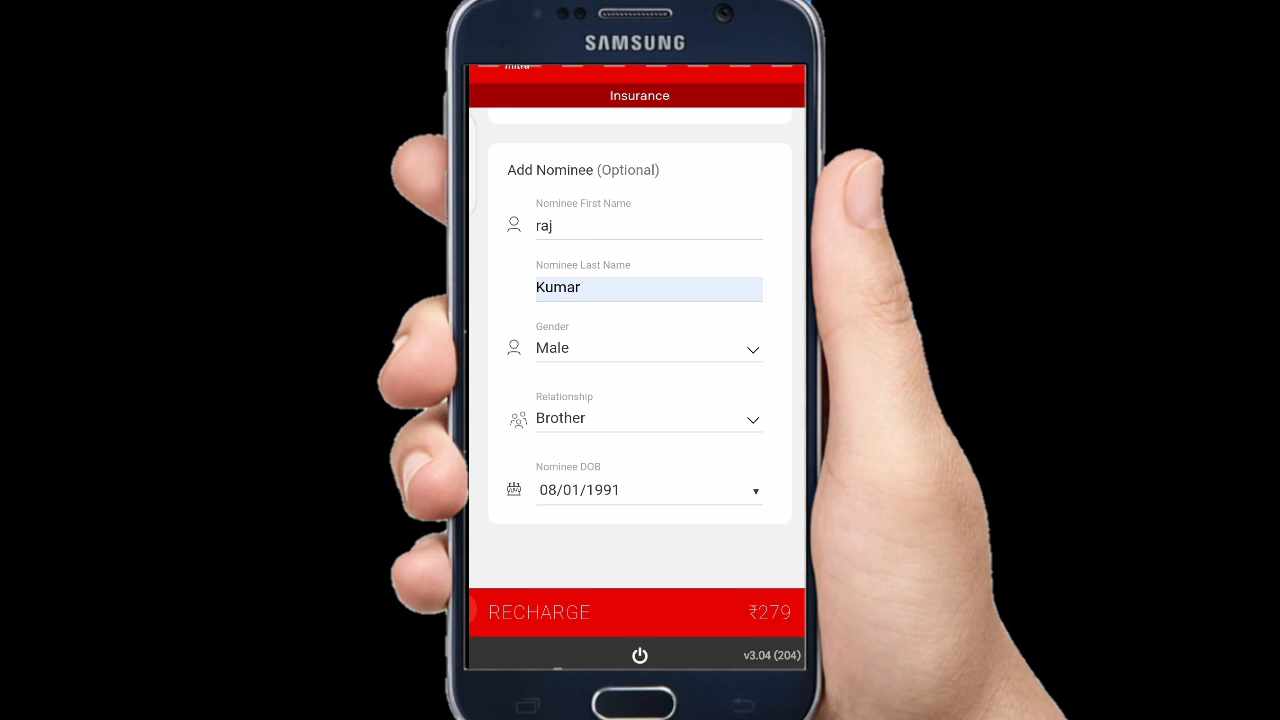 SAMSUNG
mitra
Insurance
Add Nominee (Optional)
Nominee First Name
raj
Nominee Last Name
Kumar
Gender
Male
Relationship
Brother
Nominee DOB
08/01/1991
RECHARGE ₹279
v3.04 (204)